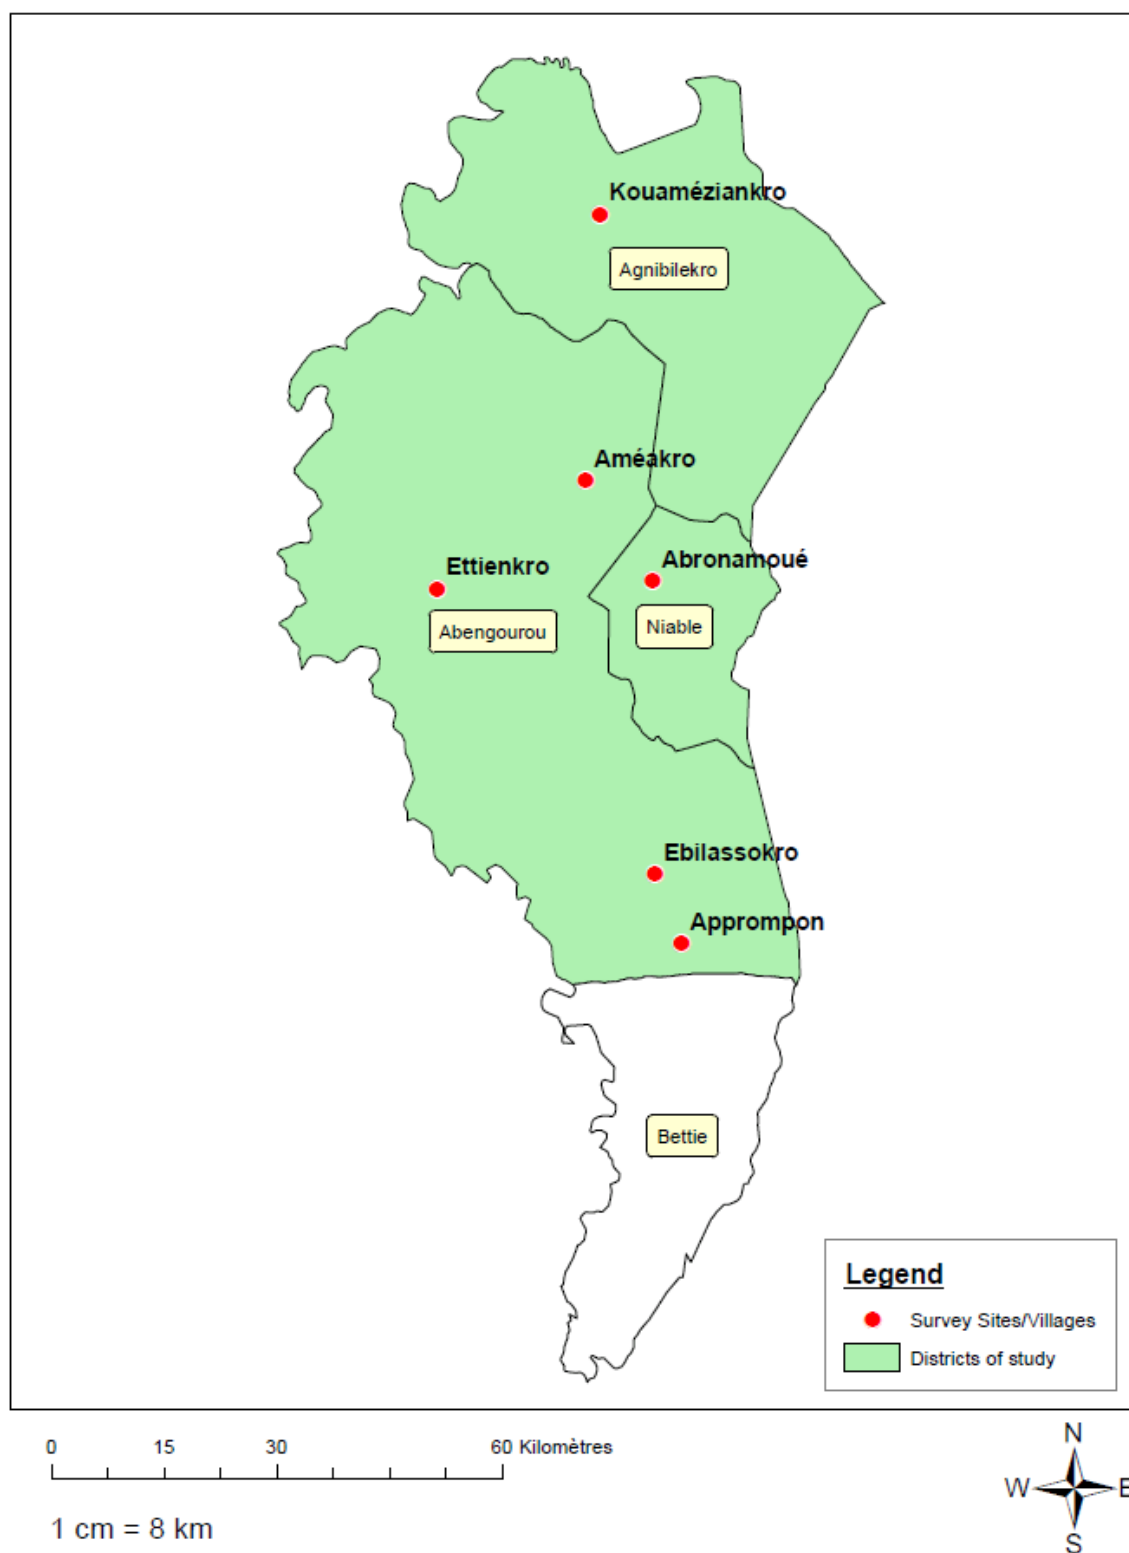 Kouaméziankro
Agnibilekro
Améakro
Ettienkro
Abronamoué
Abengourou
Niable
Ebilassokro
Apprompon
Bettie
Legend
Survey Sites/Villages
Districts of study
0 15 30 60 Kilomètres
1 cm = 8 km
N
W E
S